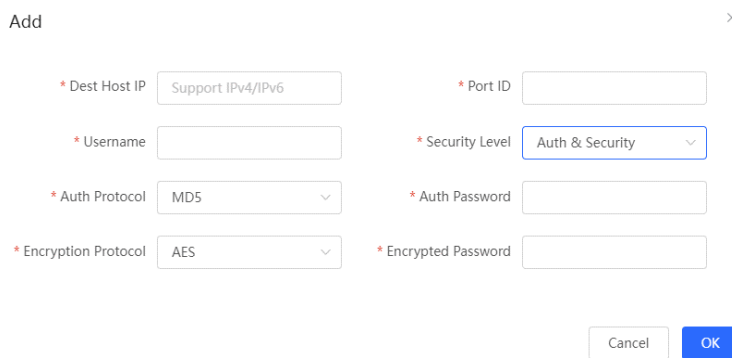 Add
* Dest Host IP Support IPv4/IPv6 * Port ID
* Username * Security Level Auth & Security
* Auth Protocol MD5 * Auth Password
* Encryption Protocol AES * Encrypted Password
Cancel OK